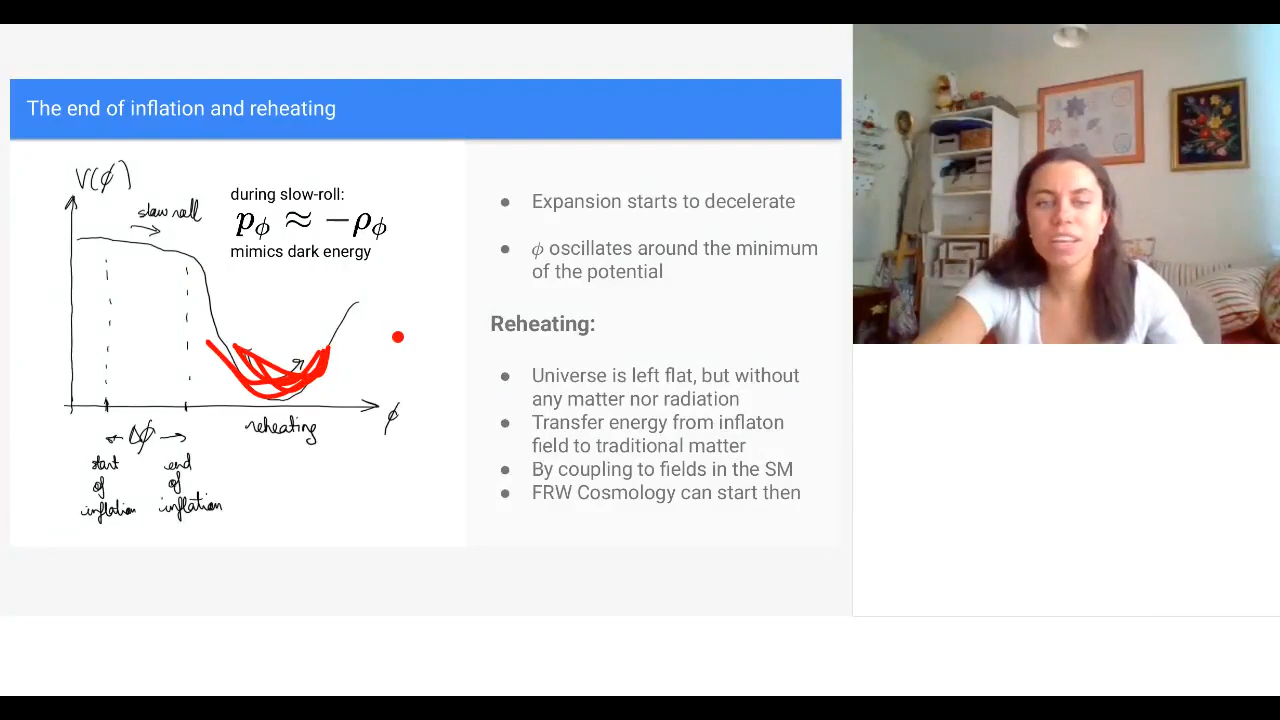 The end of inflation and reheating
V(ϕ)
slow roll
during slow-roll:
pϕ ≈ −ρϕ
mimics dark energy
Δϕ
start
of
inflation
end
of
inflation
reheating
ϕ
● Expansion starts to decelerate
● ϕ oscillates around the minimum
of the potential
Reheating:
● Universe is left flat, but without
any matter nor radiation
● Transfer energy from inflaton
field to traditional matter
● By coupling to fields in the SM
● FRW Cosmology can start then